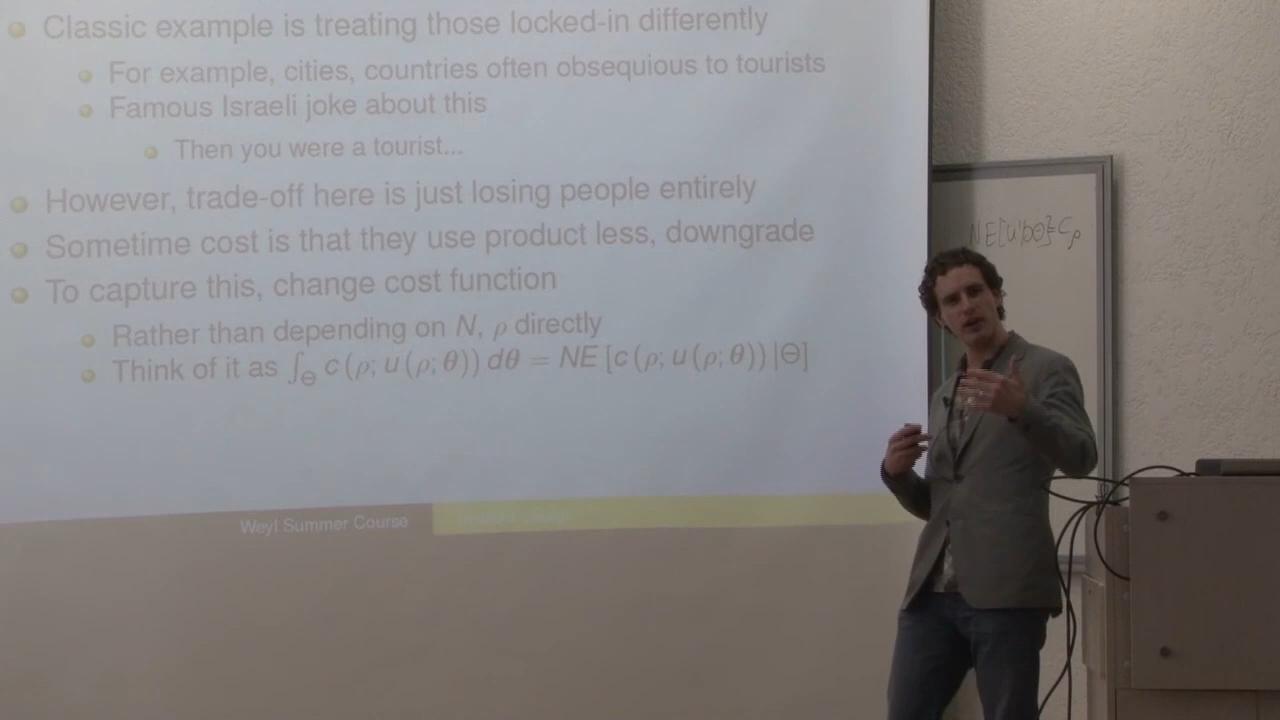 Classic example is treating those locked-in differently
For example, cities, countries often obsequious to tourists
Famous Israeli joke about this
Then you were a tourist...
However, trade-off here is just losing people entirely
Sometime cost is that they use product less, downgrade
To capture this, change cost function
Rather than depending on N, ρ directly
Think of it as ∫_Θ c (ρ; u (ρ; θ)) dθ = NE [c (ρ; u (ρ; θ)) |Θ]
Weyl Summer Course